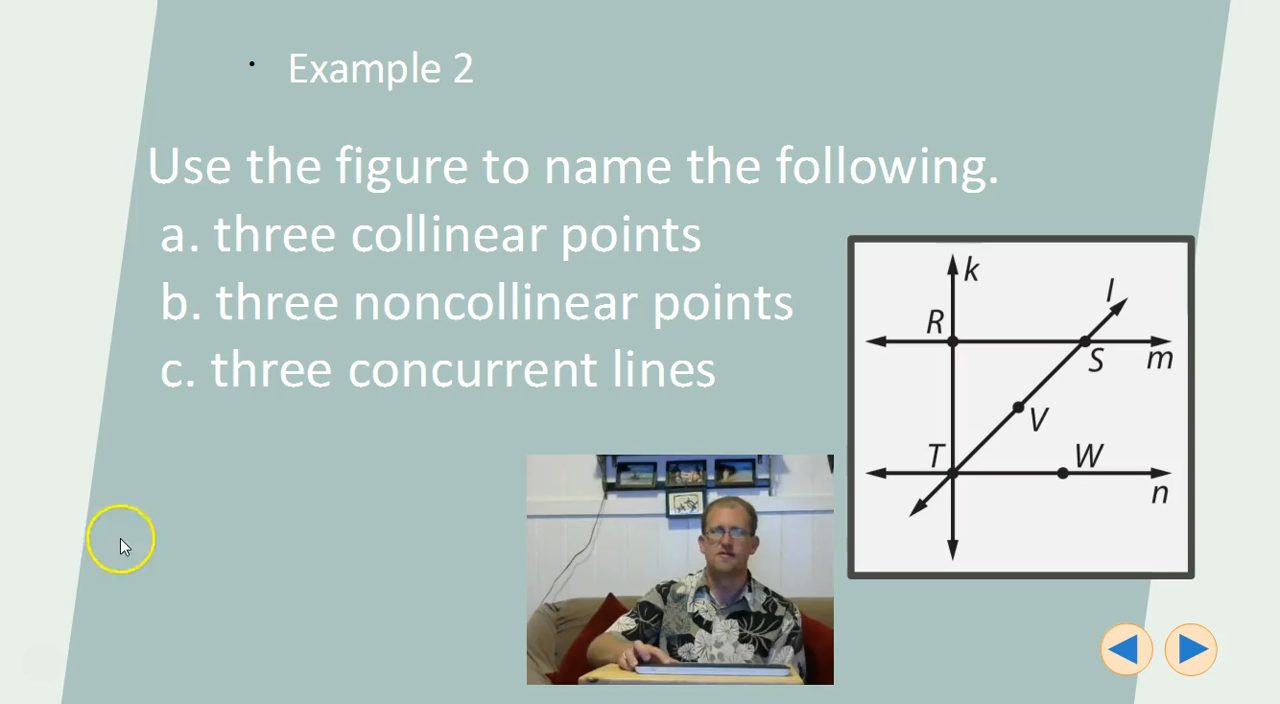 • Example 2
Use the figure to name the following.
a. three collinear points
b. three noncollinear points
c. three concurrent lines
k
l
R
S
m
V
T
W
n